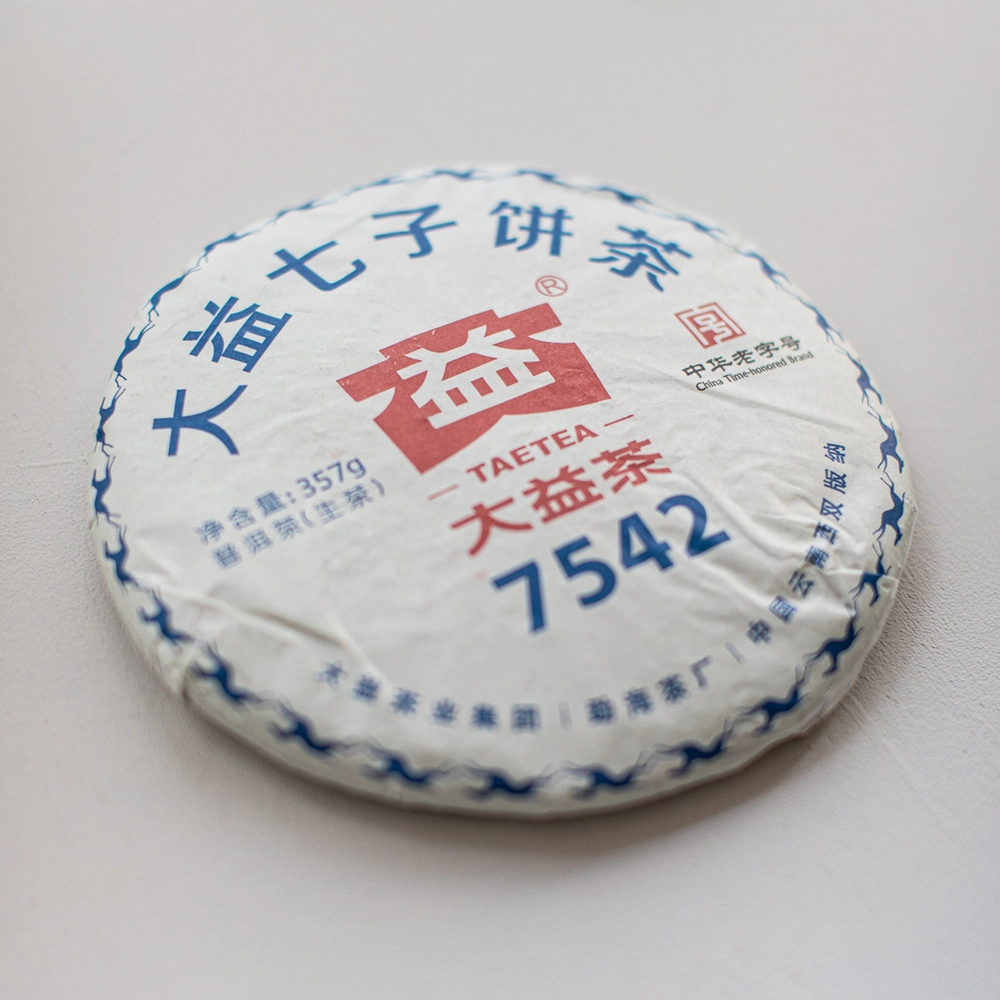 大益七子饼茶
益®
中华老字号
China Time-honored Brand
TAETEA
大益茶
7542
净含量:357g
普洱茶(生茶)
大益茶业集团|勐海茶厂|中国云南西双版纳